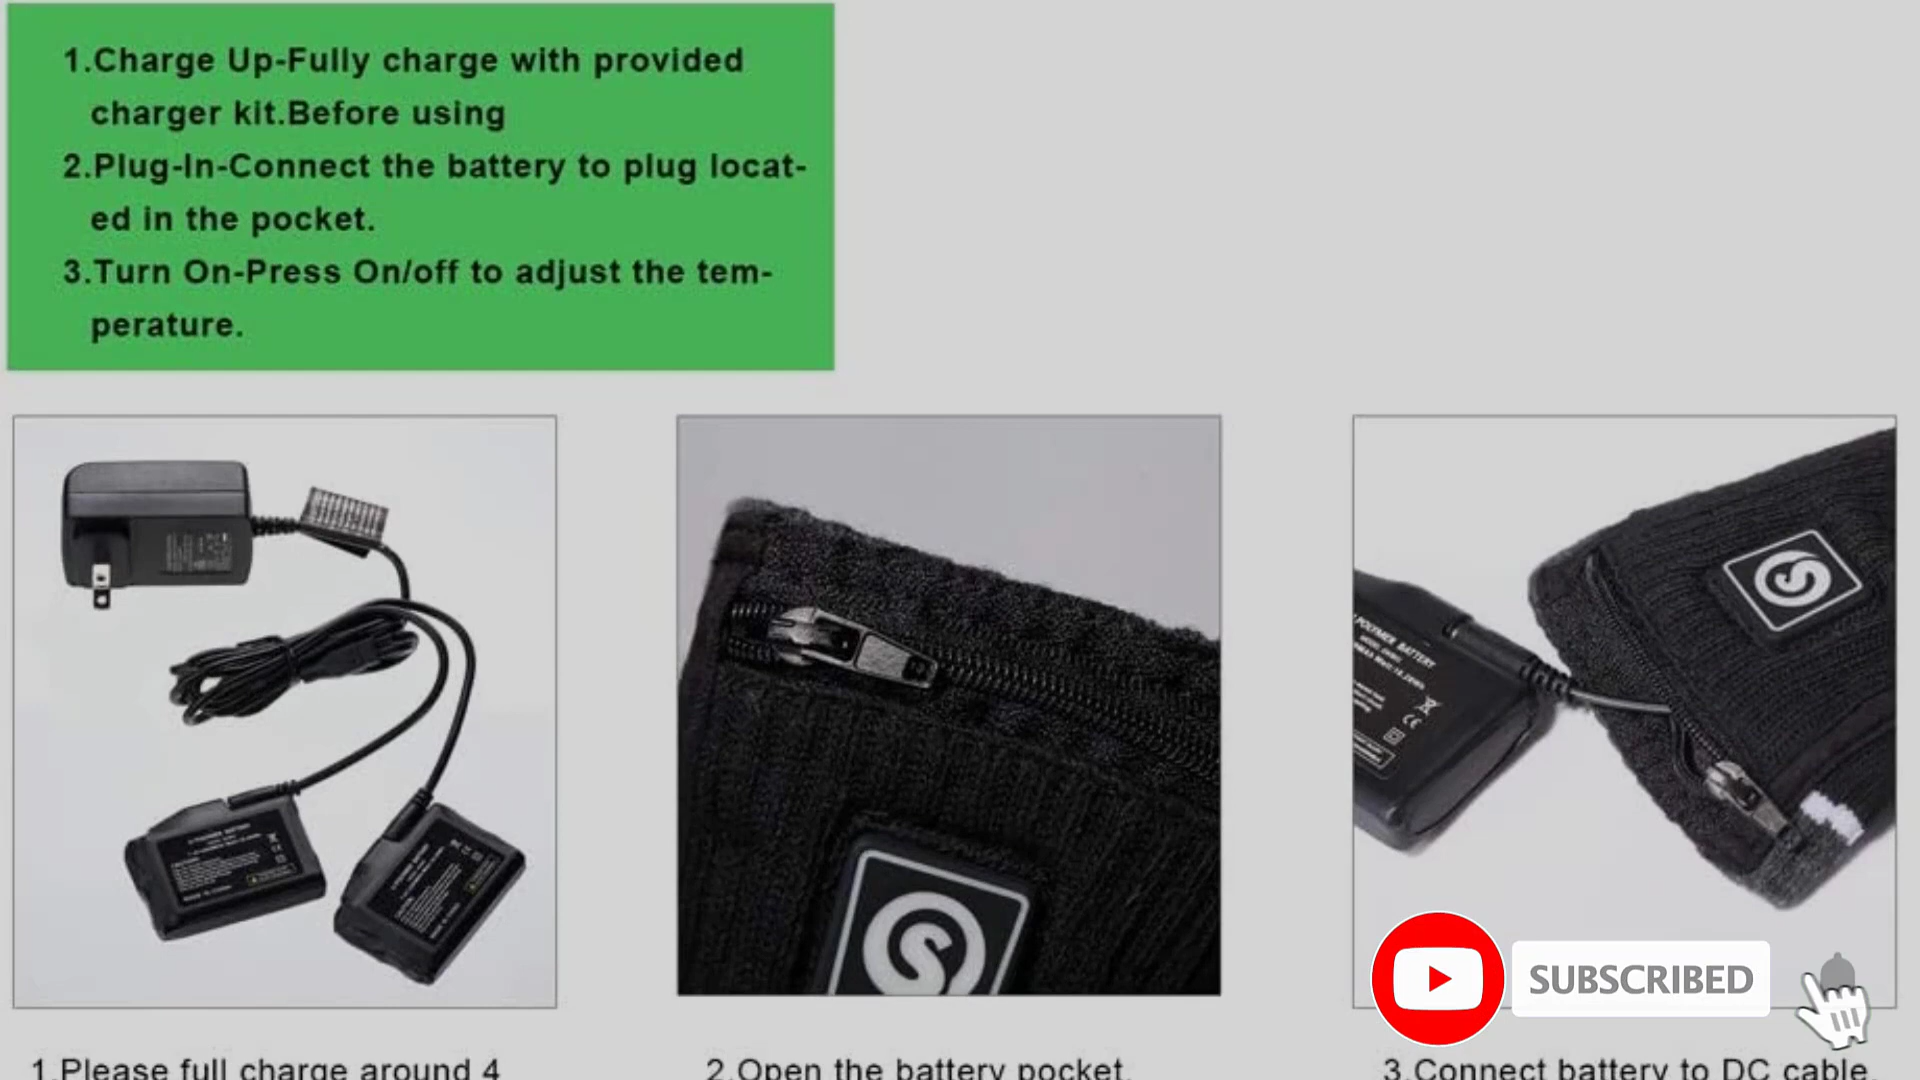 1.Charge Up-Fully charge with provided
charger kit.Before using
2.Plug-In-Connect the battery to plug locat-
ed in the pocket.
3.Turn On-Press On/off to adjust the tem-
perature.
POLYMER BATTERY
SUBSCRIBED
1.Please full charge around 4
2.Open the battery pocket.
3.Connect battery to DC cable.